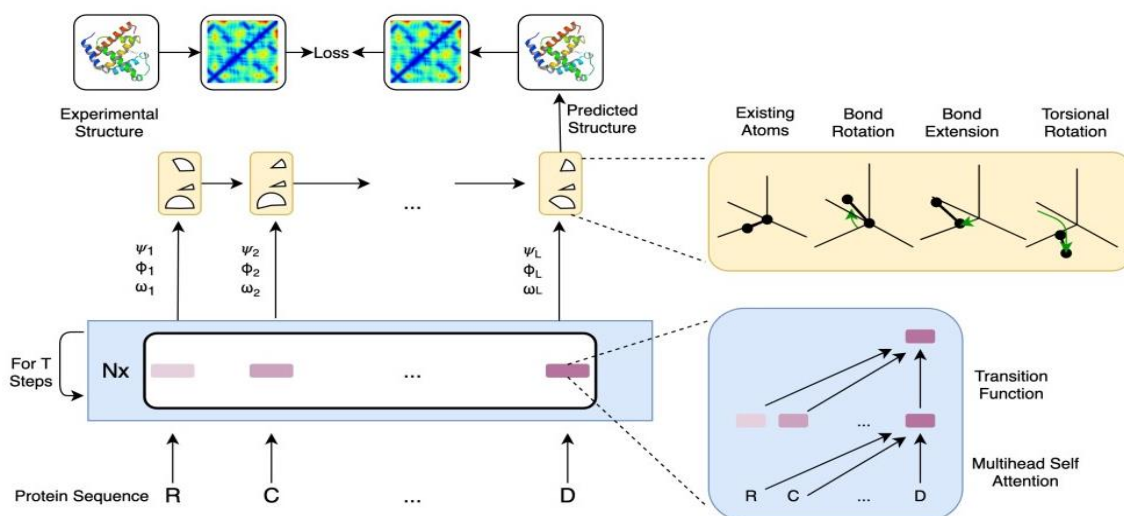 Loss
Experimental
Structure
Predicted
Structure
Existing
Atoms
Bond
Rotation
Bond
Extension
Torsional
Rotation
...
ψ1
Φ1
ω1
ψ2
Φ2
ω2
ψL
ΦL
ωL
For T
Steps
Nx
...
Transition
Function
...
Multihead Self
Attention
R C ... D
Protein Sequence R C ... D